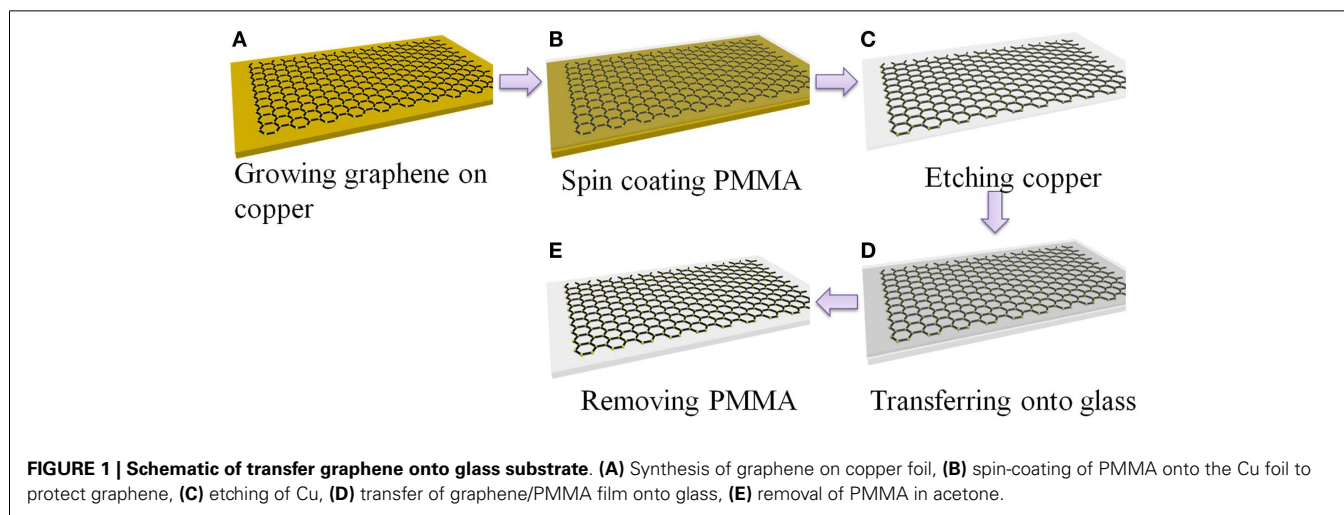 A
B
C
Growing graphene on
copper
Spin coating PMMA
Etching copper
E
D
Removing PMMA
Transferring onto glass
FIGURE 1 | Schematic of transfer graphene onto glass substrate. (A) Synthesis of graphene on copper foil, (B) spin-coating of PMMA onto the Cu foil to
protect graphene, (C) etching of Cu, (D) transfer of graphene/PMMA film onto glass, (E) removal of PMMA in acetone.